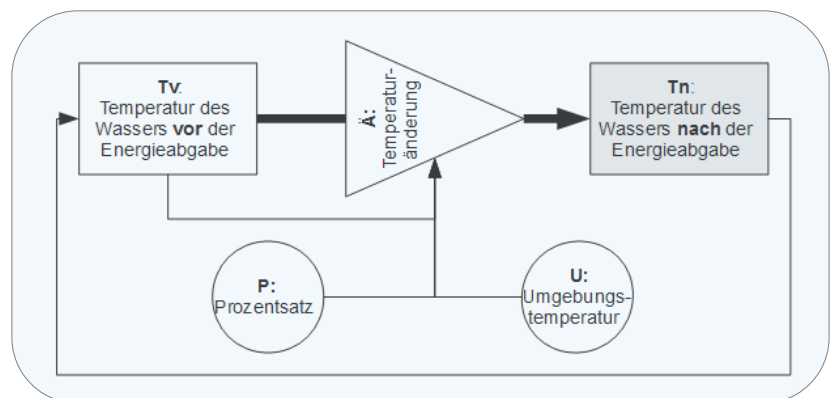 Tv:
Temperatur des
Wassers vor der
Energieabgabe
Ä:
Temperatur-
änderung
Tn:
Temperatur des
Wassers nach der
Energieabgabe
P:
Prozentsatz
U:
Umgebungs-
temperatur